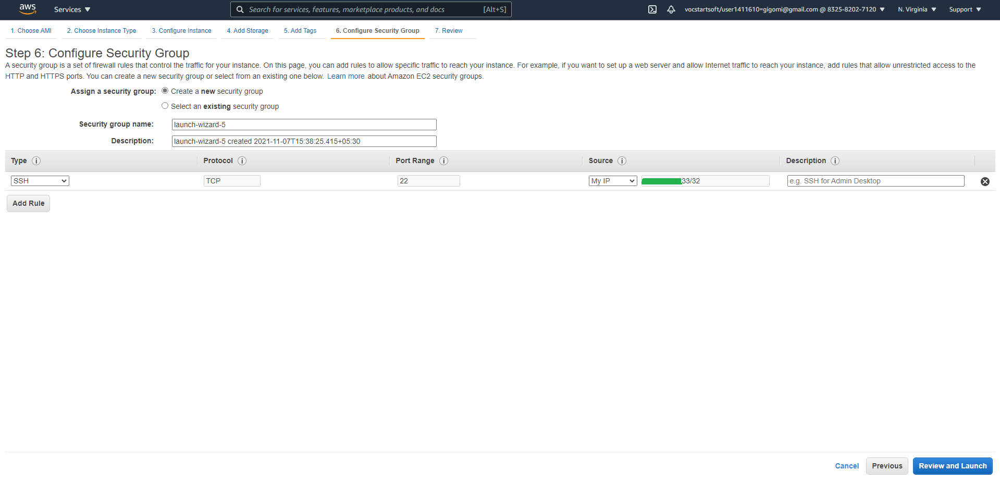 aws Services Search for services, features, marketplace products, and docs [Alt+S] vocstartsoft/user1411610=gigomi@gmail.com @ 8325-8202-7120 N. Virginia Support
1. Choose AMI 2. Choose Instance Type 3. Configure Instance 4. Add Storage 5. Add Tags 6. Configure Security Group 7. Review
Step 6: Configure Security Group
A security group is a set of firewall rules that control the traffic for your instance. On this page, you can add rules to allow specific traffic to reach your instance. For example, if you want to set up a web server and allow Internet traffic to reach your instance, add rules that allow unrestricted access to the
HTTP and HTTPS ports. You can create a new security group or select from an existing one below. Learn more about Amazon EC2 security groups.
Assign a security group: Create a new security group
Select an existing security group
Security group name: launch-wizard-5
Description: launch-wizard-5 created 2021-11-07T15:38:25.415+05:30
Type i Protocol i Port Range i Source i Description i
SSH TCP 22 My IP 33/32 e.g. SSH for Admin Desktop
Add Rule
Cancel Previous Review and Launch